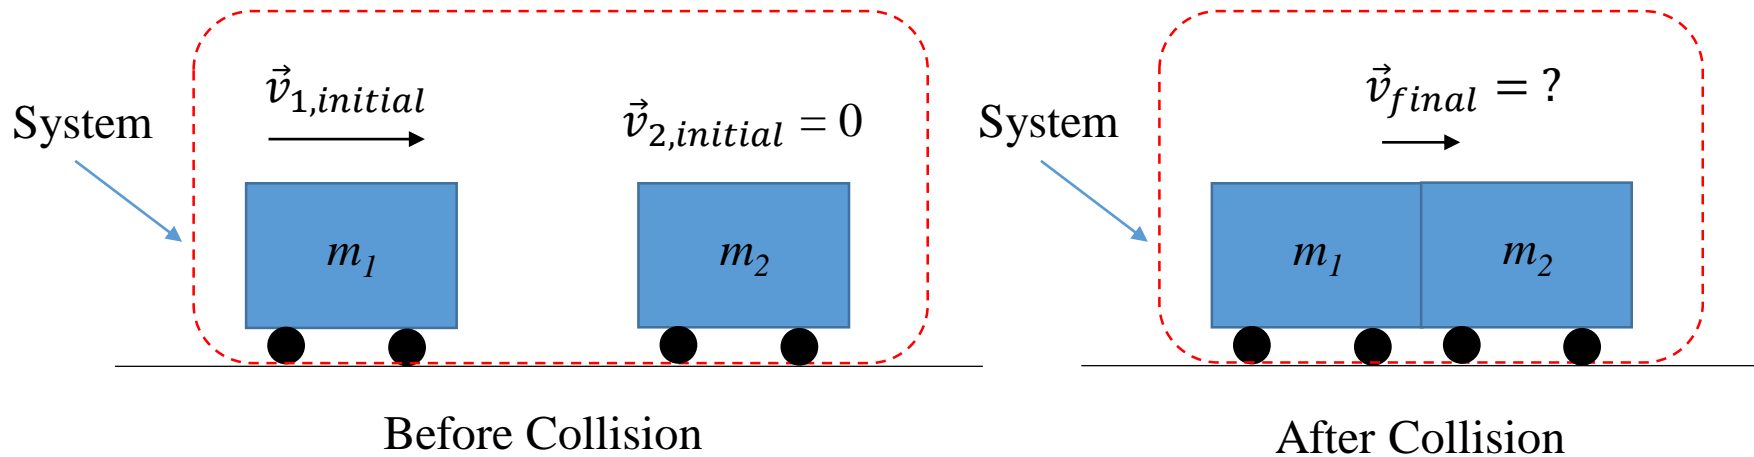 System
v⃗1,initial
v⃗2,initial = 0
m1
m2
Before Collision
System
v⃗final = ?
m1
m2
After Collision